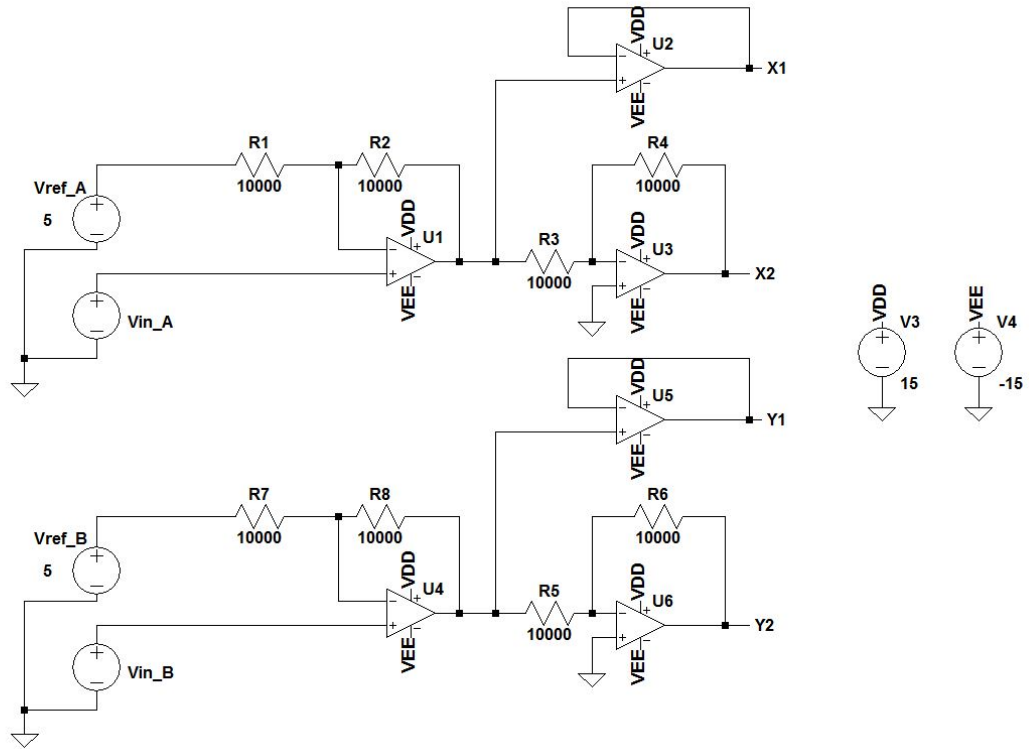 VDD
U2
X1
VEE
R1
10000
R2
10000
R4
10000
Vref_A
5
VDD
U1
VEE
R3
10000
VDD
U3
X2
VEE
Vin_A
VDD
V3
15
VEE
V4
-15
VDD
U5
Y1
VEE
R7
10000
R8
10000
R6
10000
Vref_B
5
VDD
U4
VEE
R5
10000
VDD
U6
Y2
VEE
Vin_B